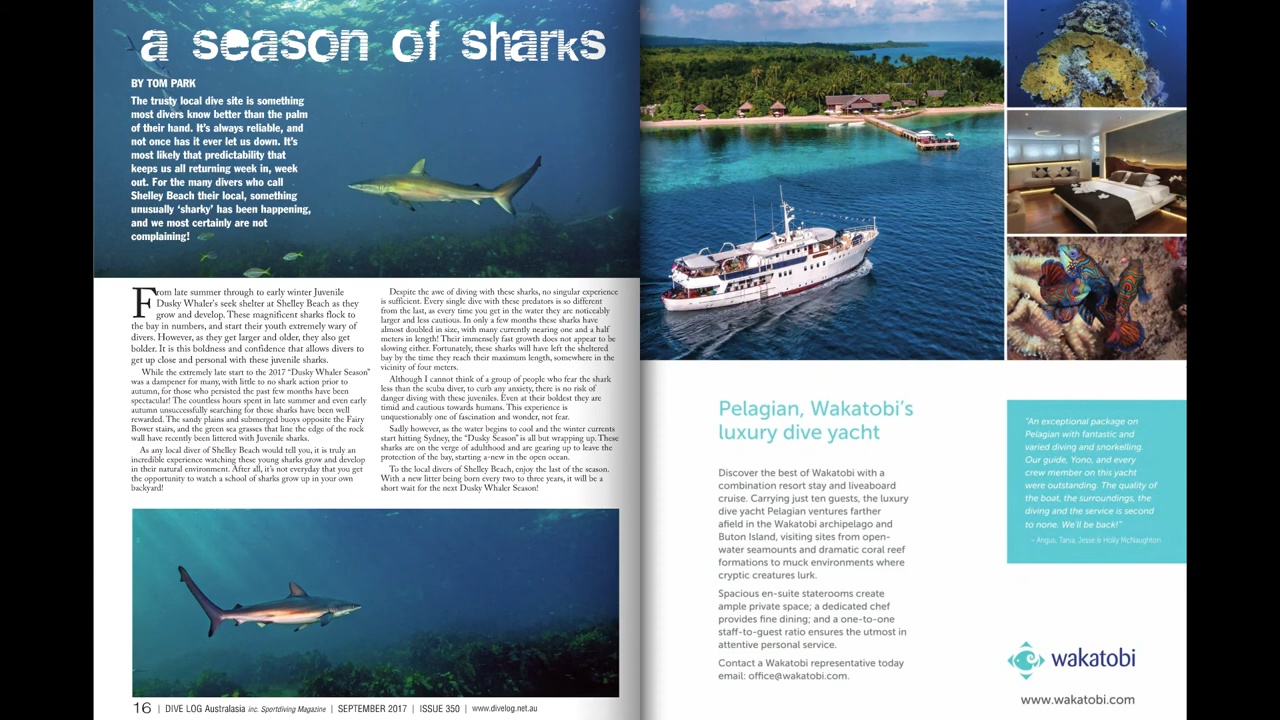 a season of sharks
BY TOM PARK
The trusty local dive site is something
most divers know better than the palm
of their hand. It's always reliable, and
not once has it ever let us down. It's
most likely that predictability that
keeps us all returning week in, week
out. For the many divers who call
Shelley Beach their local, something
unusually 'sharky' has been happening,
and we most certainly are not
complaining!
From late summer through to early winter Juvenile
Dusky Whaler's seek shelter at Shelley Beach as they
grow and develop. These magnificent sharks flock to
the bay in numbers, and start their youth extremely wary of
divers. However, as they get larger and older, they also get
bolder. It is this boldness and confidence that allows divers to
get up close and personal with these juvenile sharks.
While the extremely late start to the 2017 "Dusky Whaler Season"
was a dampener for many, with little to no shark action prior to
autumn, for those who persisted the past few months have been
spectacular! The countless hours spent in late summer and even early
autumn unsuccessfully searching for these sharks have been well
rewarded. The sandy plains and submerged buoys opposite the Fairy
Bower stairs, and the green sea grasses that line the edge of the rock
wall have recently been littered with Juvenile sharks.
As any local diver of Shelley Beach would tell you, it is truly an
incredible experience watching these young sharks grow and develop
in their natural environment. After all, it's not everyday that you get
the opportunity to watch a school of sharks grow up in your own
backyard!
Despite the awe of diving with these sharks, no singular experience
is sufficient. Every single dive with these predators is so different
from the last, as every time you get in the water they are noticeably
larger and less cautious. In only a few months these sharks have
almost doubled in size, with many currently nearing one and a half
meters in length! Their immensely fast growth does not appear to be
slowing either. Fortunately, these sharks will have left the sheltered
bay by the time they reach their maximum length, somewhere in the
vicinity of four meters.
Although I cannot think of a group of people who fear the shark
less than the scuba diver, to curb any anxiety, there is no risk of
danger diving with these juveniles. Even at their boldest they are
timid and cautious towards humans. This experience is
unquestionably one of fascination and wonder, not fear.
Sadly however, as the water begins to cool and the winter currents
start hitting Sydney, the "Dusky Season" is all but wrapping up. These
sharks are on the verge of adulthood and are gearing up to leave the
protection of the bay, starting a-new in the open ocean.
To the local divers of Shelley Beach, enjoy the last of the season.
With a new litter being born every two to three years, it will be a
short wait for the next Dusky Whaler Season!
16 | DIVE LOG Australasia inc. Sportdiving Magazine | SEPTEMBER 2017 | ISSUE 350 | www.divelog.net.au
Pelagian, Wakatobi's
luxury dive yacht
Discover the best of Wakatobi with a
combination resort stay and liveaboard
cruise. Carrying just ten guests, the luxury
dive yacht Pelagian ventures farther
afield in the Wakatobi archipelago and
Buton Island, visiting sites from open-
water seamounts and dramatic coral reef
formations to muck environments where
cryptic creatures lurk.
Spacious en-suite staterooms create
ample private space; a dedicated chef
provides fine dining; and a one-to-one
staff-to-guest ratio ensures the utmost in
attentive personal service.
Contact a Wakatobi representative today
email: office@wakatobi.com.
"An exceptional package on
Pelagian with fantastic and
varied diving and snorkelling.
Our guide, Yono, and every
crew member on this yacht
were outstanding. The quality of
the boat, the surroundings, the
diving and the service is second
to none. We'll be back!"
– Angus, Tania, Jesse & Holly McNaughton
wakatobi
www.wakatobi.com